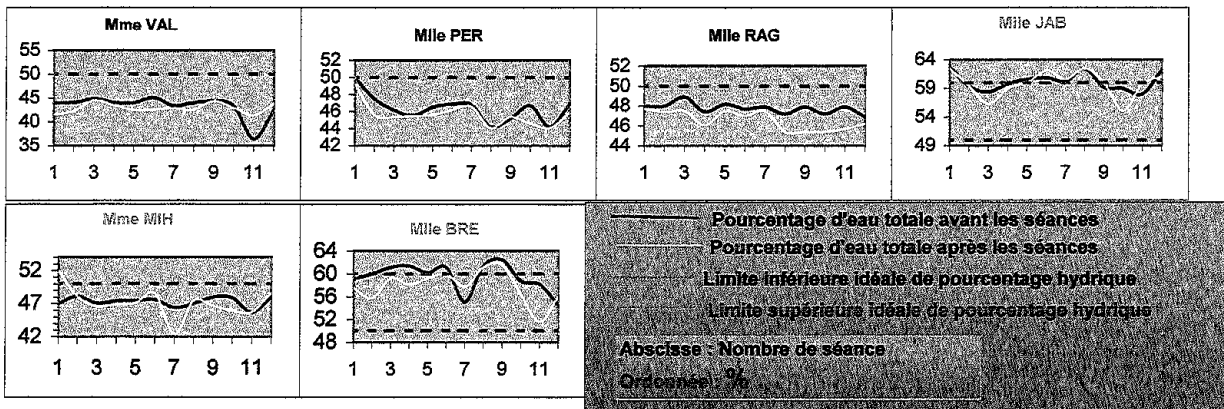 Mme VAL
55
50
45
40
35
1 3 5 7 9 11
Mlle PER
52
50
48
46
44
42
1 3 5 7 9 11
Mlle RAG
52
50
48
46
44
1 3 5 7 9 11
Mlle JAB
64
59
54
49
1 3 5 7 9 11
Mme MIH
52
47
42
1 3 5 7 9 11
Mlle BRE
64
60
56
52
48
1 3 5 7 9 11
Pourcentage d'eau totale avant les séances
Pourcentage d'eau totale après les séances
Limite inférieure idéale de pourcentage hydrique
Limite supérieure idéale de pourcentage hydrique
Abscisse : Nombre de séance
Ordonnée : %